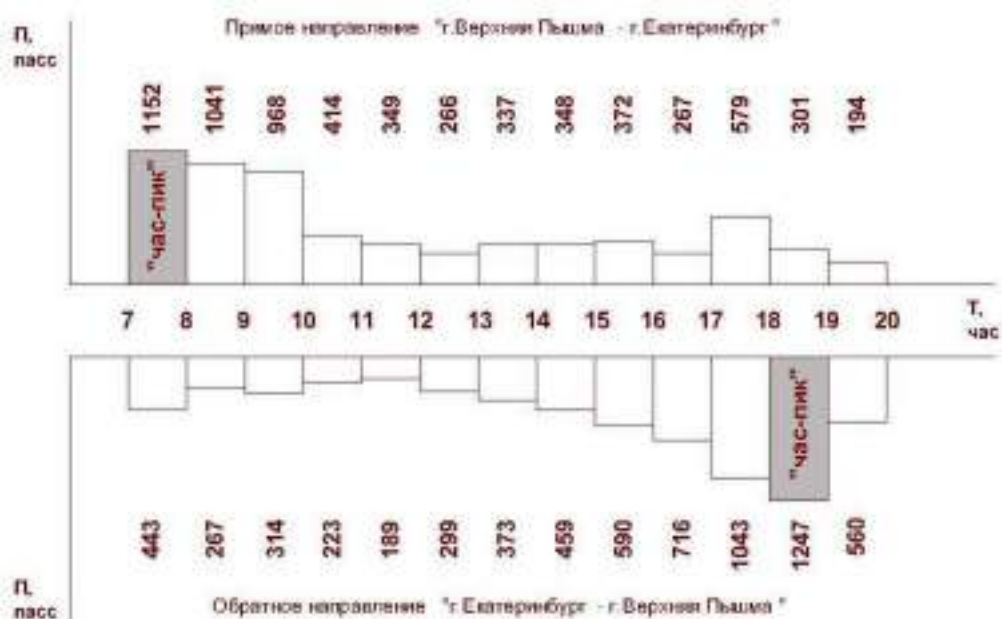 Прямое направление "г.Верхняя Пышма - г.Екатеринбург"
П,
пасс
1152 1041 968 414 349 266 337 348 372 267 579 301 194
"час-пик"
7 8 9 10 11 12 13 14 15 16 17 18 19 20
Т,
час
"час-пик"
443 267 314 223 189 299 373 459 590 716 1043 1247 560
П,
пасс
Обратное направление "г.Екатеринбург - г.Верхняя Пышма"